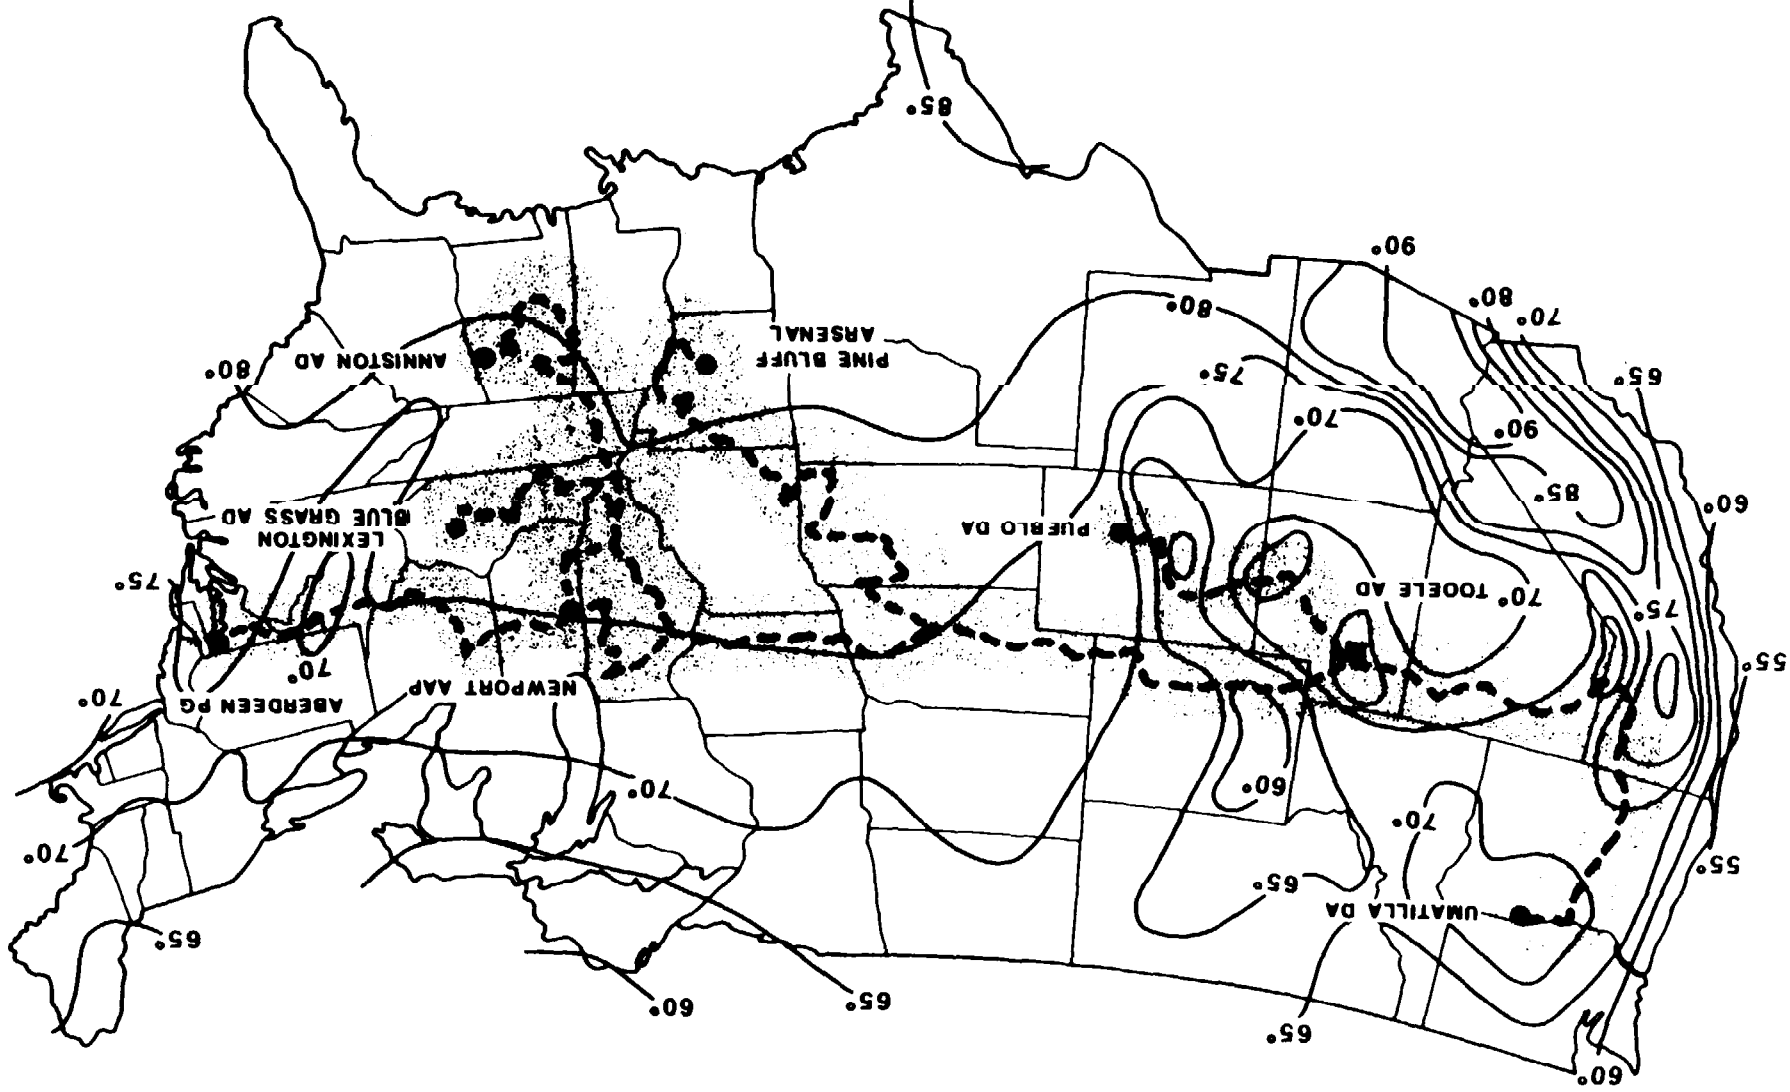 60°
65°
60°
65°
65°
UMATILLA DA
65°
55°
70°
70°
60°
70°
ABERDEEN PG
70°
NEWPORT AAP
70°
55°
75°
70°
TOOELE AD
75°
LEXINGTON
BLUE GRASS AD
PUEBLO DA
60°
85°
90°
70°
65°
75°
80°
ANNISTON AD
PINE BLUFF
ARSENAL
70°
80°
80°
90°
85°